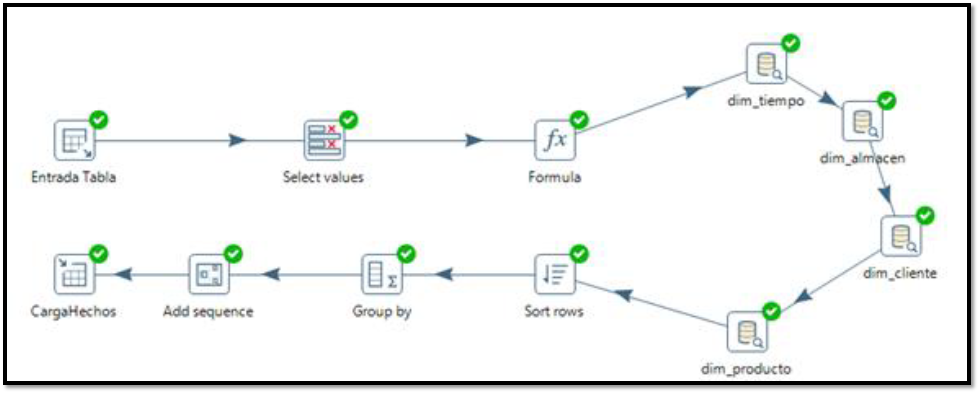 Entrada Tabla
Select values
Formula
dim_tiempo
dim_almacen
dim_cliente
dim_producto
Sort rows
Group by
Add sequence
CargaHechos